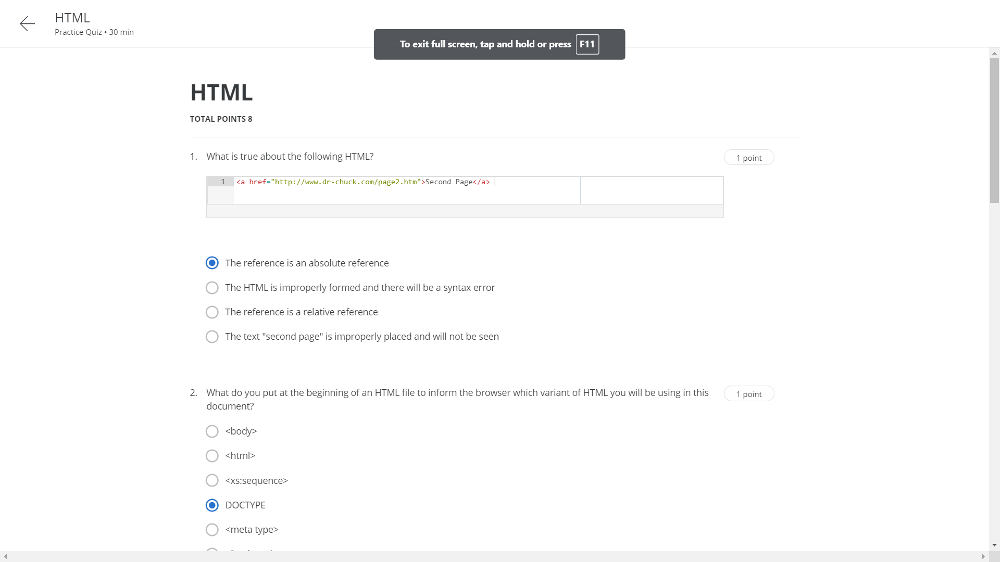 HTML
Practice Quiz • 30 min
To exit full screen, tap and hold or press F11
HTML
TOTAL POINTS 8
1. What is true about the following HTML?
1 point
1 <a href="http://www.dr-chuck.com/page2.htm">Second Page</a>
The reference is an absolute reference
The HTML is improperly formed and there will be a syntax error
The reference is a relative reference
The text "second page" is improperly placed and will not be seen
2. What do you put at the beginning of an HTML file to inform the browser which variant of HTML you will be using in this
document?
1 point
<body>
<html>
<xs:sequence>
DOCTYPE
<meta type>